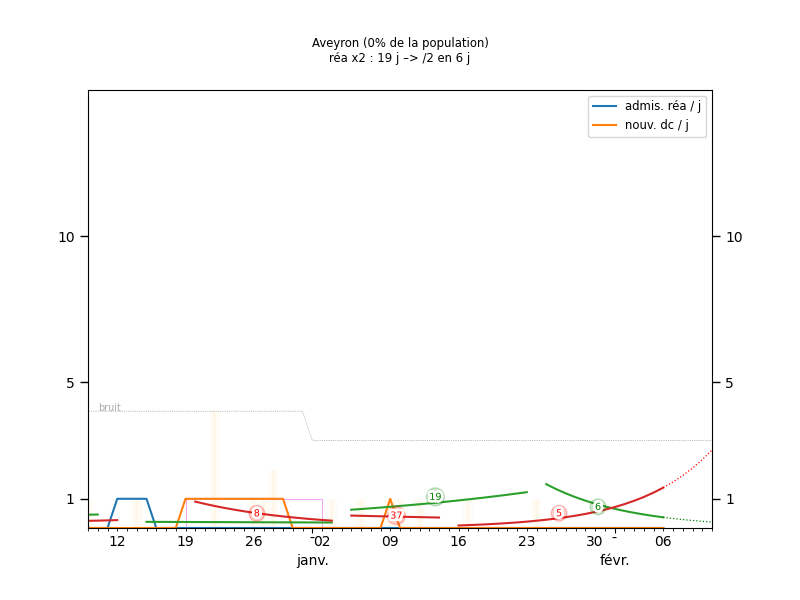 Aveyron (0% de la population)
réa x2 : 19 j –> /2 en 6 j
admis. réa / j
nouv. dc / j
10
10
5
5
bruit
1
1
8
37
19
5
6
12
19
26
02
09
16
23
30
06
janv.
févr.